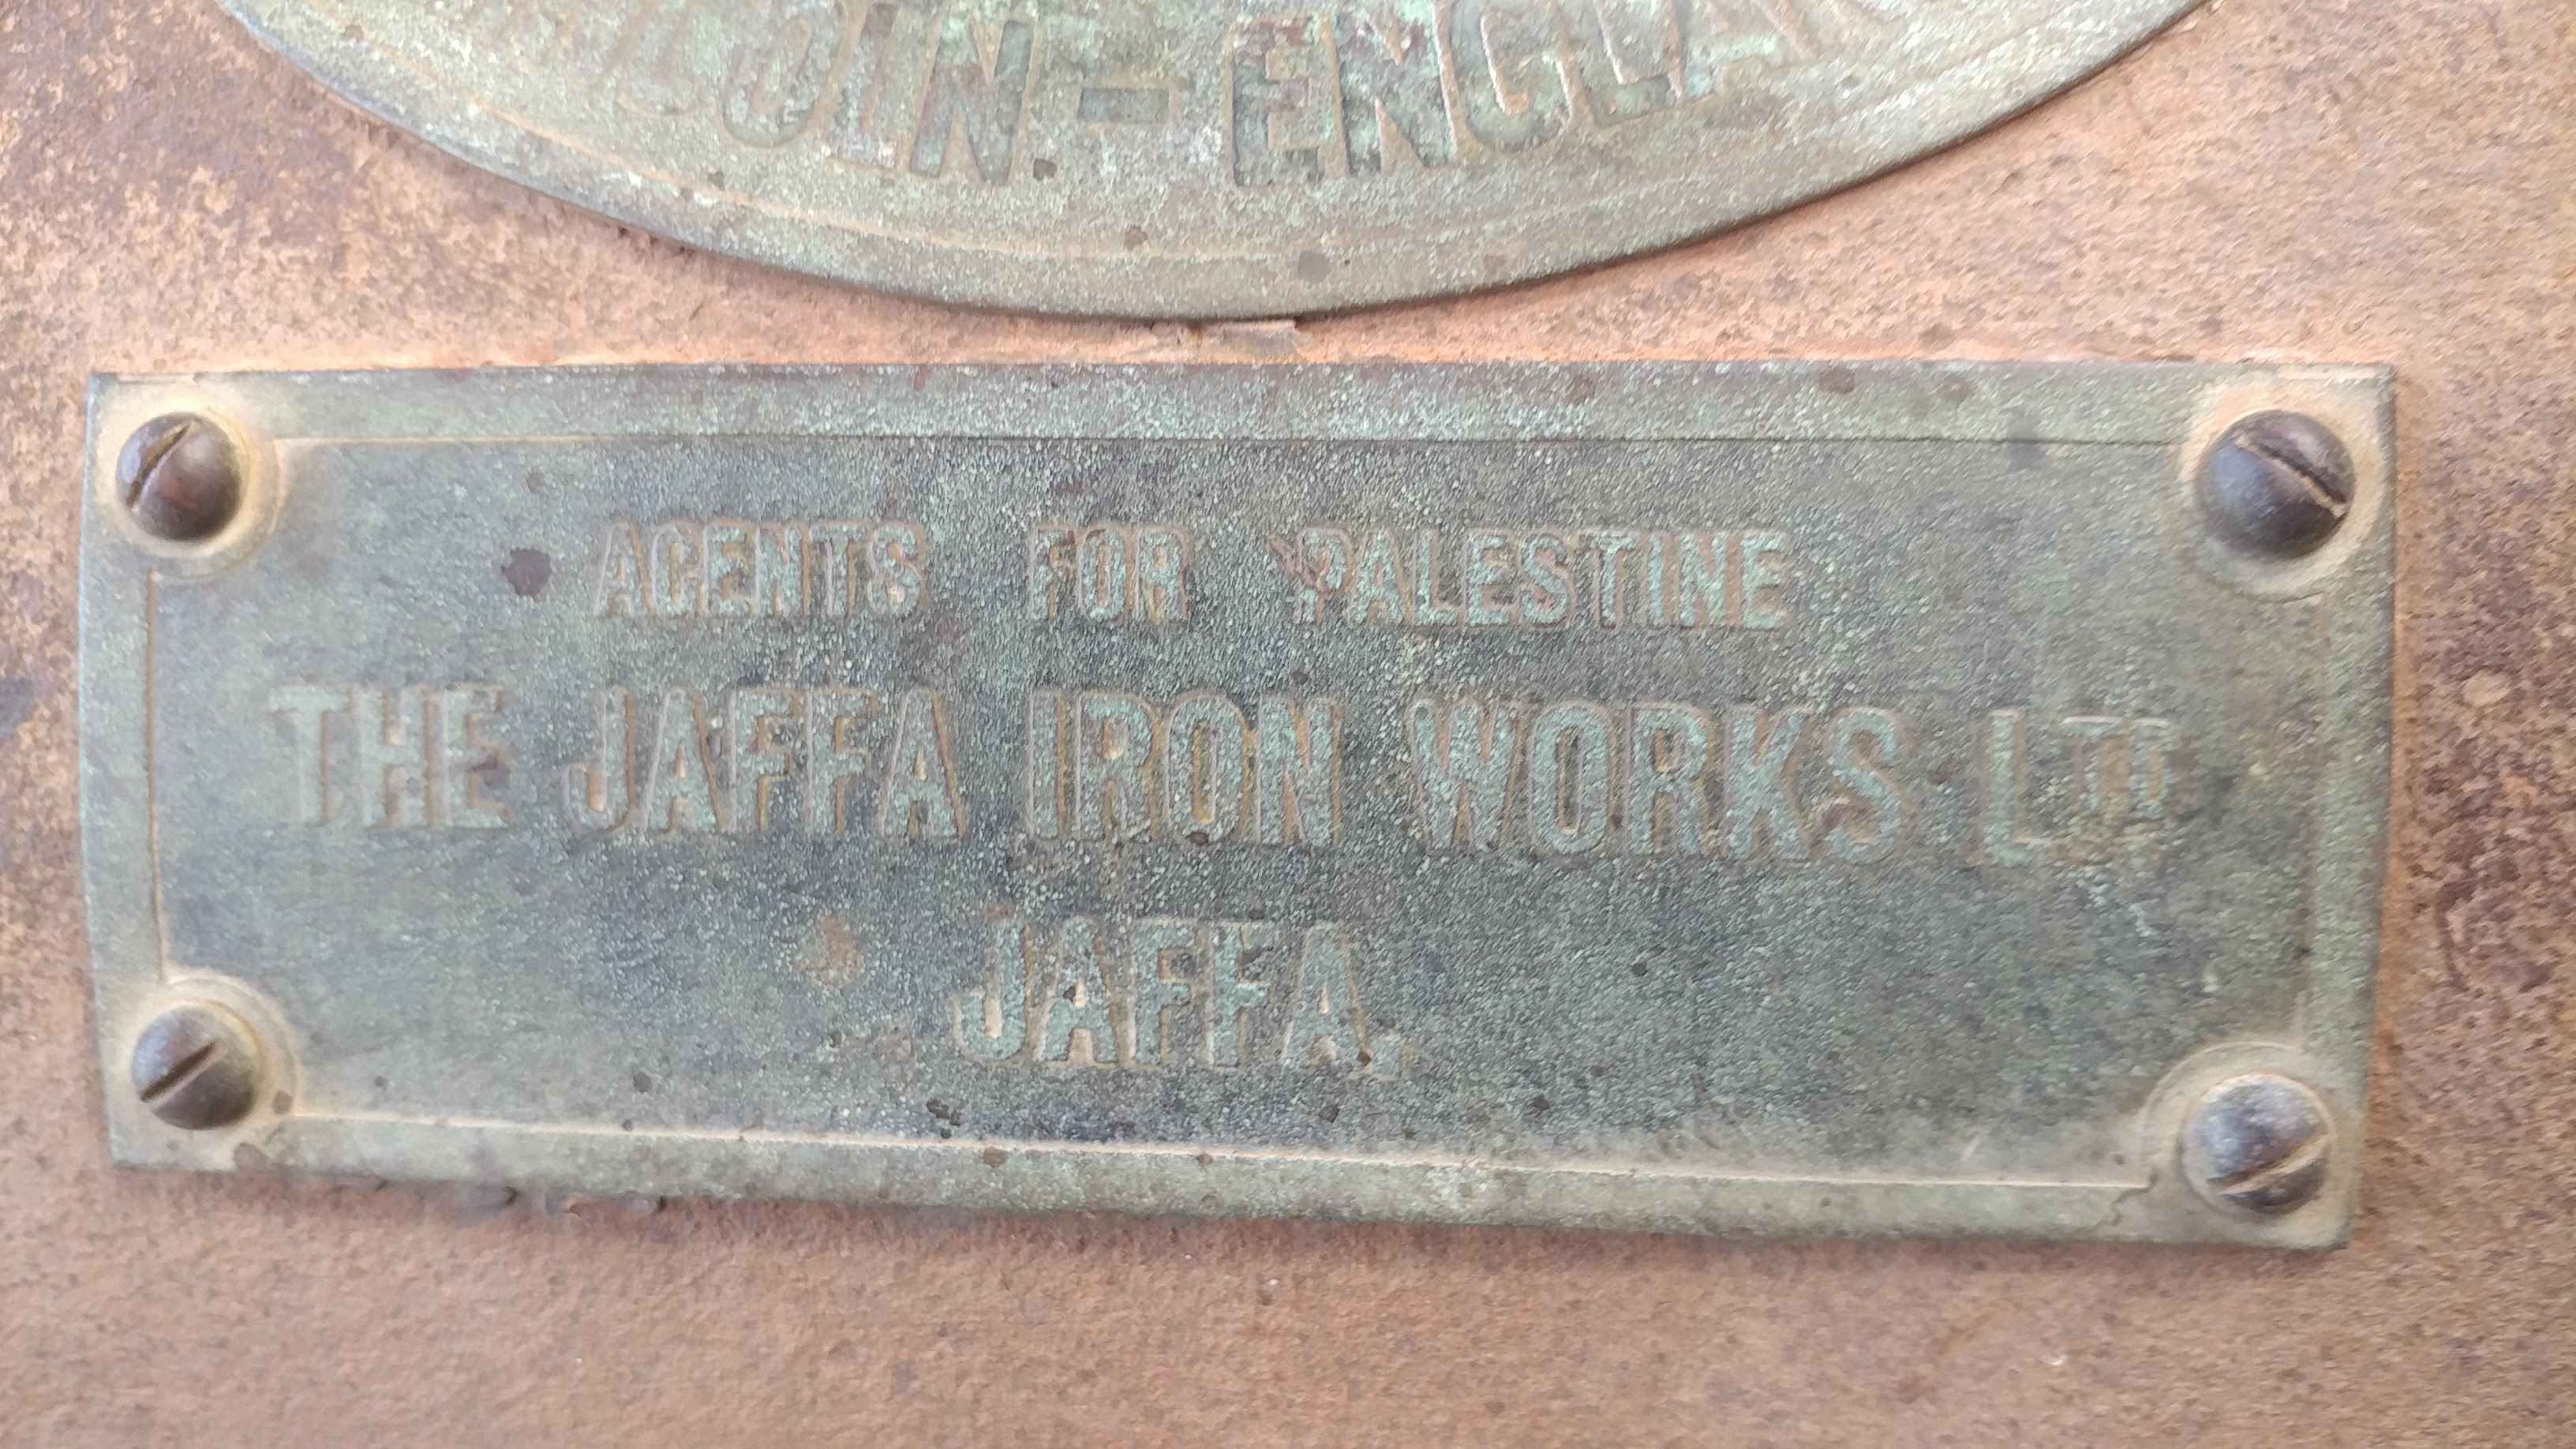 LINCOLN - ENGLAND
AGENTS FOR PALESTINE
THE JAFFA IRON WORKS LTD
JAFFA.